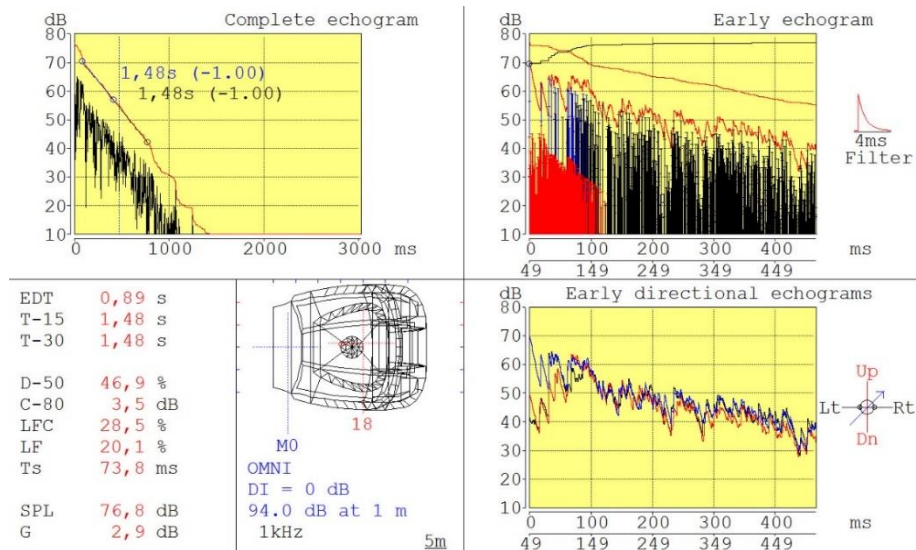 dB Complete echogram
80
70
60
50
40
30
20
10
1,48s (-1.00)
1,48s (-1.00)
0 1000 2000 3000
ms
dB Early echogram
80
70
60
50
40
30
20
10
0 100 200 300 400 ms
49 149 249 349 449
4ms
Filter
EDT 0,89 s
T-15 1,48 s
T-30 1,48 s
D-50 46,9 %
C-80 3,5 dB
LFC 28,5 %
LF 20,1 %
Ts 73,8 ms
SPL 76,8 dB
G 2,9 dB
18
M0
OMNI
DI = 0 dB
94.0 dB at 1 m
1kHz
5m
dB Early directional echograms
80
70
60
50
40
30
20
10
0 100 200 300 400 ms
49 149 249 349 449
Up
Lt Rt
Dn